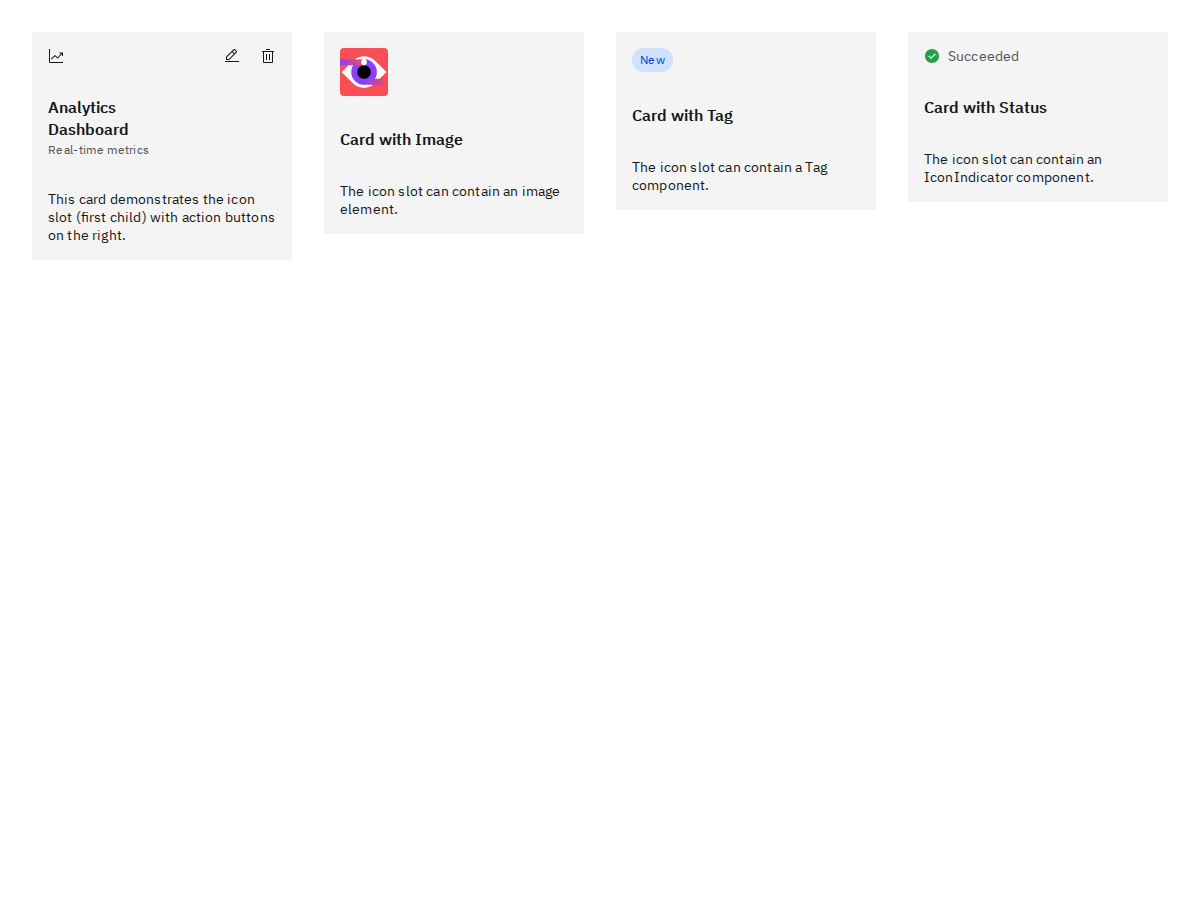 Analytics
Dashboard
Real-time metrics
This card demonstrates the icon
slot (first child) with action buttons
on the right.
Card with Image
The icon slot can contain an image
element.
New
Card with Tag
The icon slot can contain a Tag
component.
Succeeded
Card with Status
The icon slot can contain an
IconIndicator component.